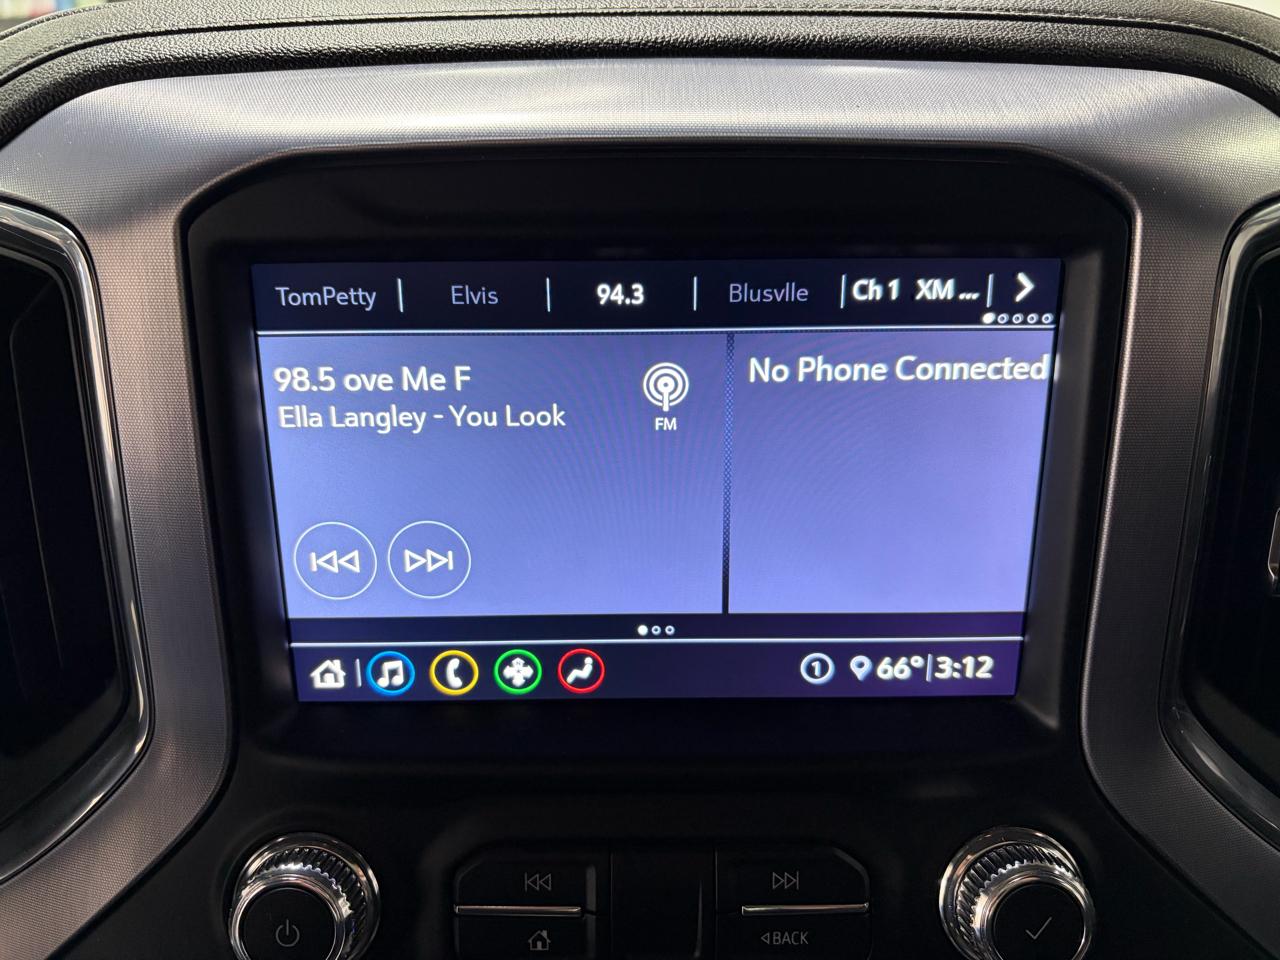 TomPetty | Elvis | 94.3 | Blusvlle | Ch 1 XM ... |
98.5 ove Me F
Ella Langley - You Look
FM
No Phone Connected
1 66°|3:12
BACK